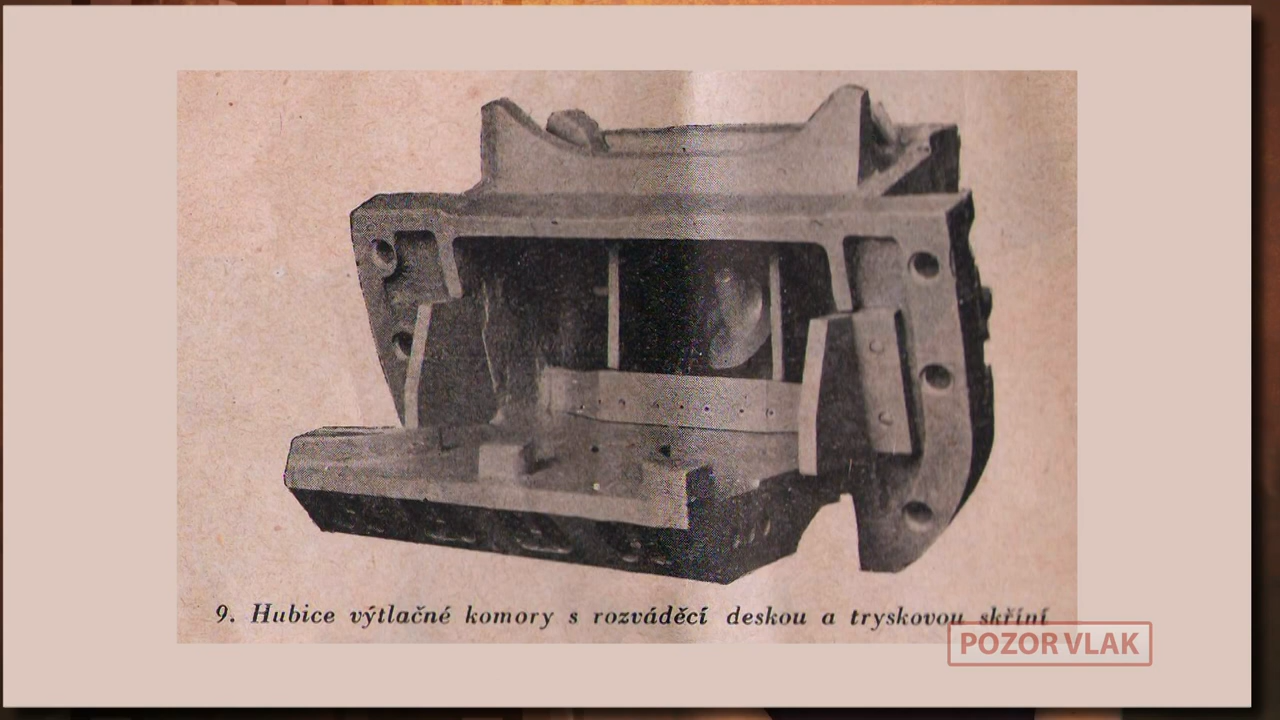 9. Hubice výtlačné komory s rozváděcí deskou a tryskovou skříní
POZOR VLAK